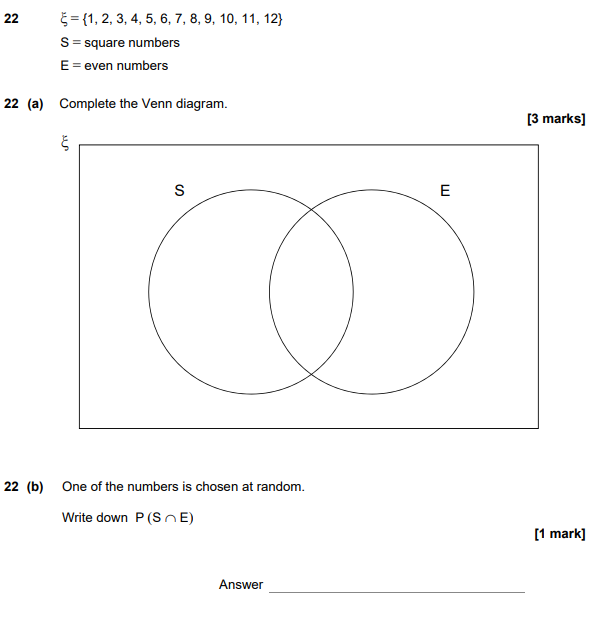 22 ξ = {1, 2, 3, 4, 5, 6, 7, 8, 9, 10, 11, 12}
S = square numbers
E = even numbers
22 (a) Complete the Venn diagram.
[3 marks]
ξ
S E
22 (b) One of the numbers is chosen at random.
Write down P (S ∩ E)
[1 mark]
Answer